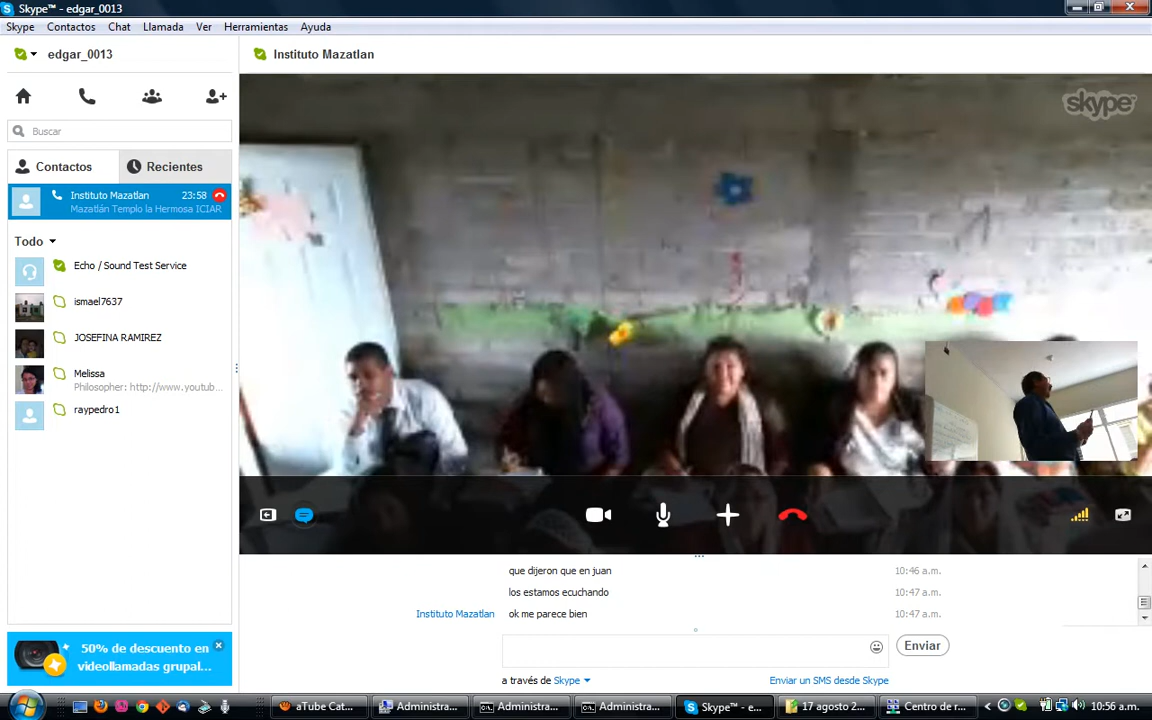 Skype™ - edgar_0013
Skype Contactos Chat Llamada Ver Herramientas Ayuda
edgar_0013
Instituto Mazatlan
skype
Buscar
Contactos
Recientes
Instituto Mazatlan 23:58
Mazatlán Templo la Hermosa ICIAR
Todo
Echo / Sound Test Service
ismael7637
JOSEFINA RAMIREZ
Melissa
Philosopher: http://www.youtub...
raypedro1
que dijeron que en juan 10:46 a.m.
los estamos ecuchando 10:47 a.m.
Instituto Mazatlan ok me parece bien 10:47 a.m.
Enviar
a través de Skype
Enviar un SMS desde Skype
50% de descuento en
videollamadas grupal...
aTube Cat... Administra... Administra... Administra... Skype™ - e... 17 agosto 2... Centro de r... 10:56 a.m.